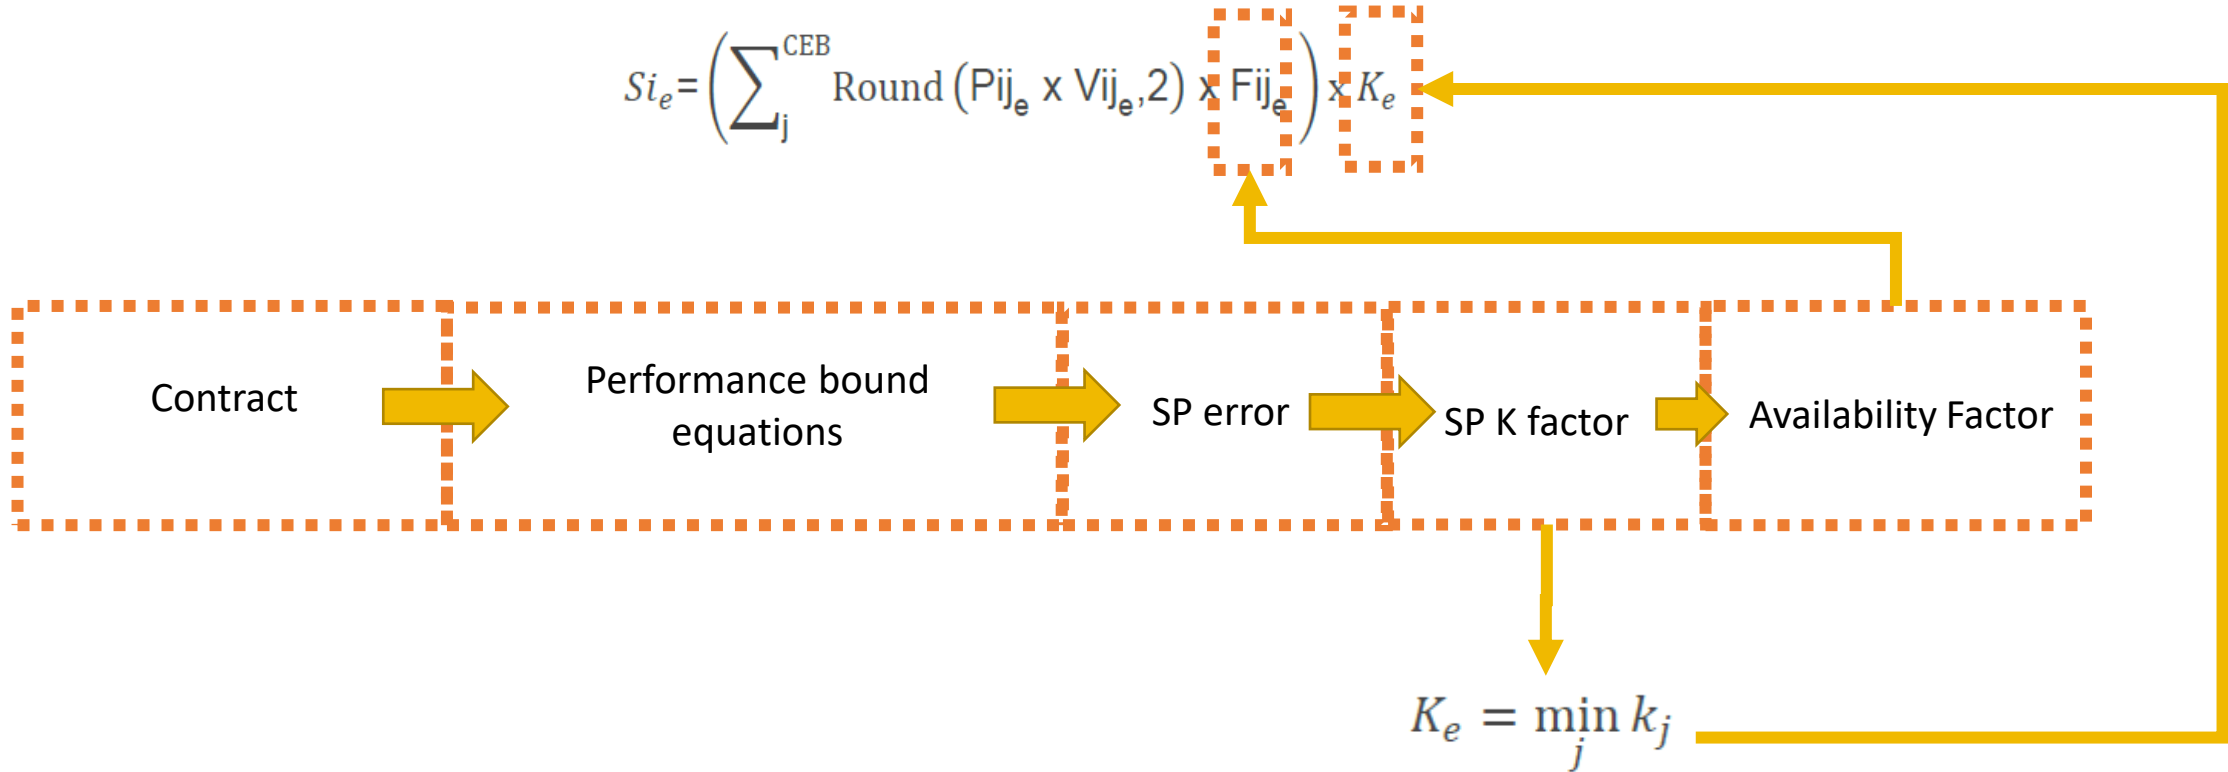 Si_e = (∑_j^CEB Round (Pij_e x Vij_e,2) x Fij_e) x K_e
Contract
Performance bound
equations
SP error
SP K factor
Availability Factor
K_e = min_j k_j